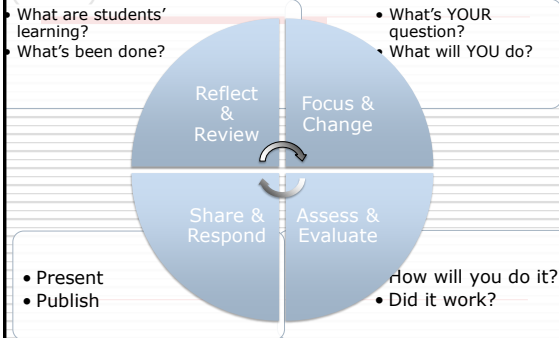 • What are students’
learning?
• What’s been done?
• What’s YOUR
question?
• What will YOU do?
Reflect
&
Review
Focus &
Change
Share &
Respond
Assess &
Evaluate
• Present
• Publish
How will you do it?
• Did it work?